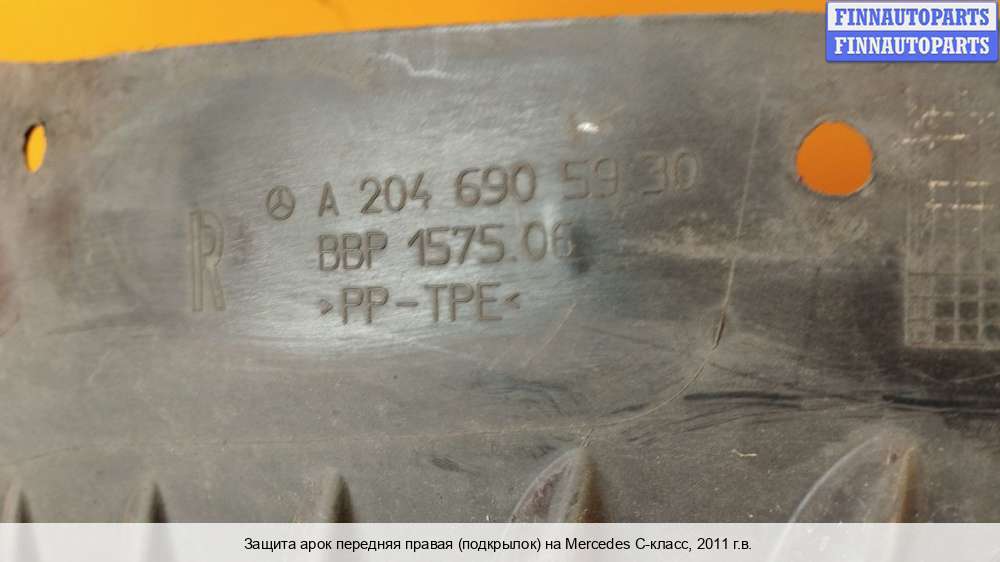 FINNAUTOPARTS
FINNAUTOPARTS
A 204 690 59 30
R
BBP 1575.06
>PP-TPE<
Защита арок передняя правая (подкрылок) на Mercedes C-класс, 2011 г.в.